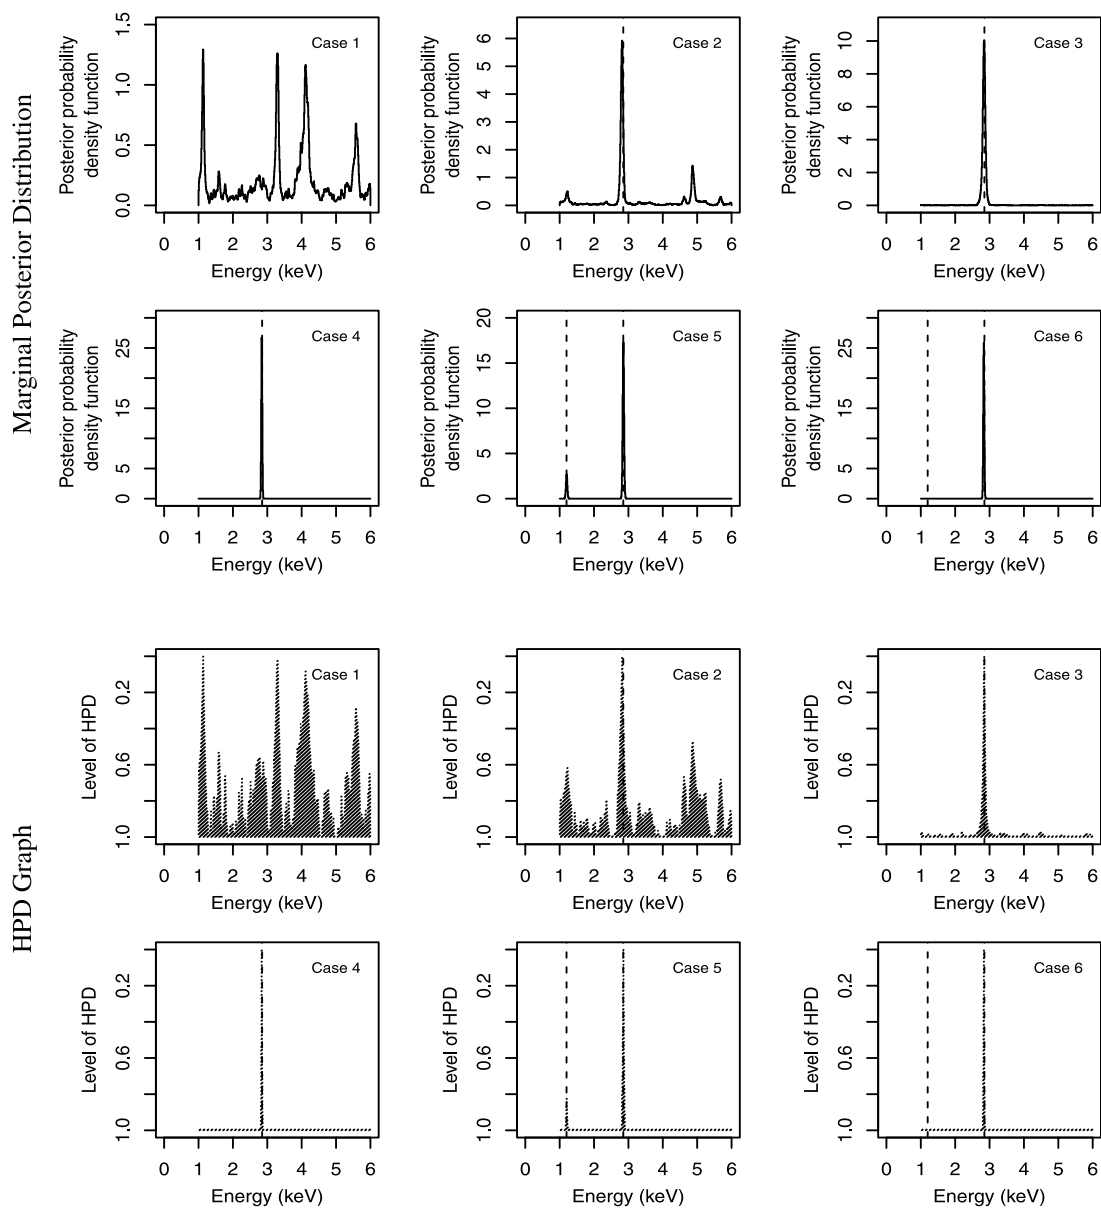 Marginal Posterior Distribution
Posterior probability
density function
0.0 0.5 1.0 1.5
Case 1
0 1 2 3 4 5 6
Energy (keV)
Posterior probability
density function
0 1 2 3 4 5 6
Case 2
0 1 2 3 4 5 6
Energy (keV)
Posterior probability
density function
0 2 4 6 8 10
Case 3
0 1 2 3 4 5 6
Energy (keV)
Posterior probability
density function
0 5 15 25
Case 4
0 1 2 3 4 5 6
Energy (keV)
Posterior probability
density function
0 5 10 15 20
Case 5
0 1 2 3 4 5 6
Energy (keV)
Posterior probability
density function
0 5 15 25
Case 6
0 1 2 3 4 5 6
Energy (keV)
HPD Graph
Level of HPD
1.0 0.6 0.2
Case 1
0 1 2 3 4 5 6
Energy (keV)
Level of HPD
1.0 0.6 0.2
Case 2
0 1 2 3 4 5 6
Energy (keV)
Level of HPD
1.0 0.6 0.2
Case 3
0 1 2 3 4 5 6
Energy (keV)
Level of HPD
1.0 0.6 0.2
Case 4
0 1 2 3 4 5 6
Energy (keV)
Level of HPD
1.0 0.6 0.2
Case 5
0 1 2 3 4 5 6
Energy (keV)
Level of HPD
1.0 0.6 0.2
Case 6
0 1 2 3 4 5 6
Energy (keV)